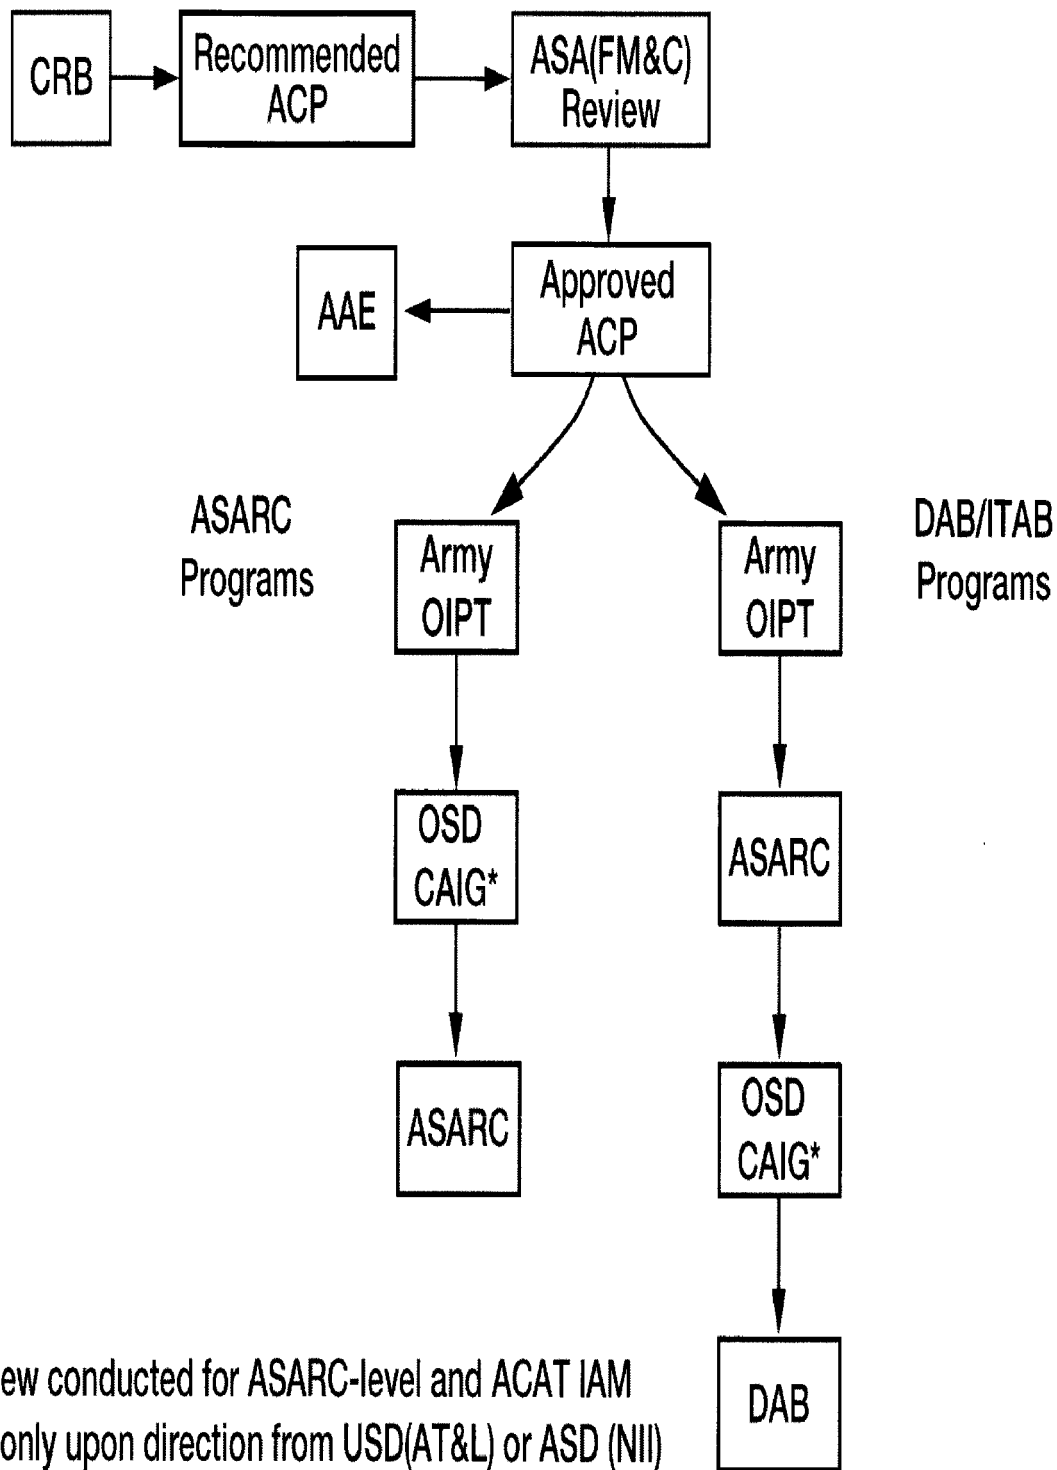 CRB
Recommended
ACP
ASA(FM&C)
Review
AAE
Approved
ACP
ASARC
Programs
Army
OIPT
Army
OIPT
DAB/ITAB
Programs
OSD
CAIG*
ASARC
ASARC
OSD
CAIG*
DAB
ew conducted for ASARC-level and ACAT IAM
only upon direction from USD(AT&L) or ASD (NII)